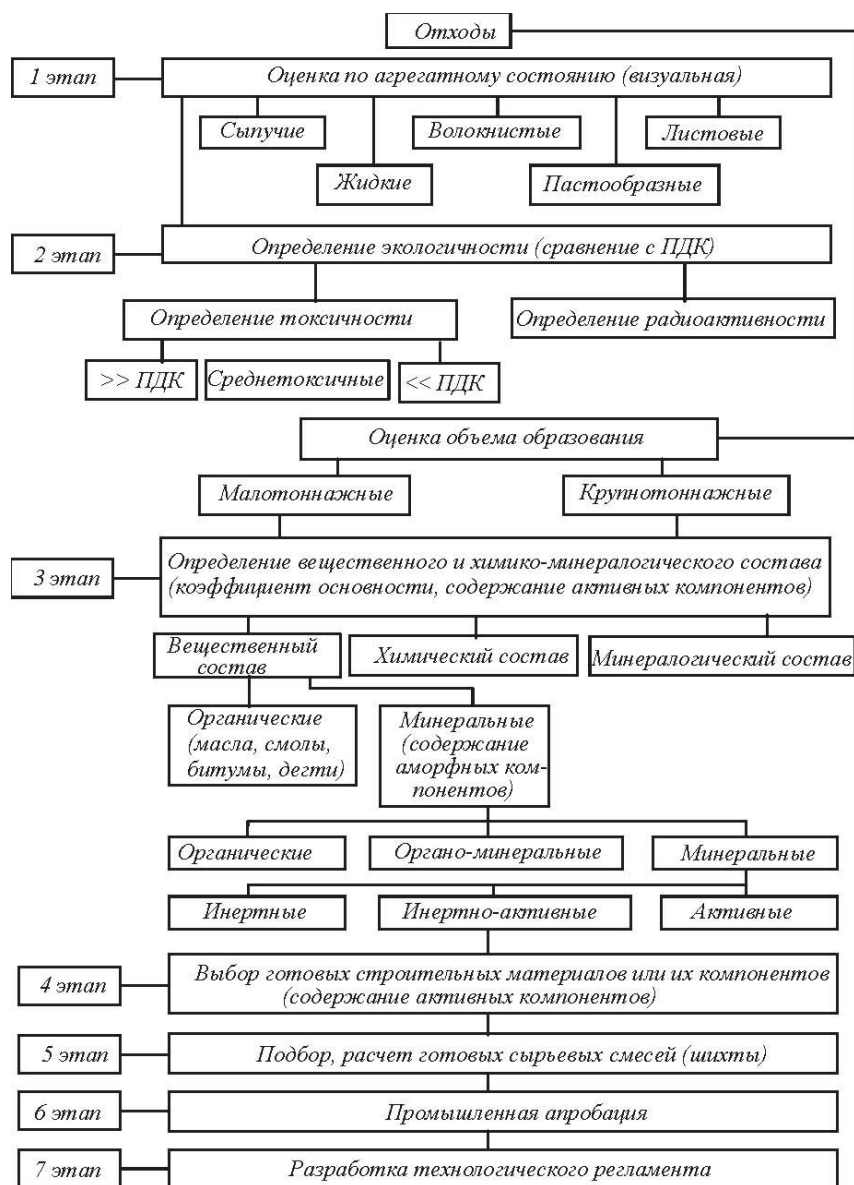 Отходы
1 этап
Оценка по агрегатному состоянию (визуальная)
Сыпучие
Волокнистые
Листовые
Жидкие
Пастообразные
2 этап
Определение экологичности (сравнение с ПДК)
Определение токсичности
Определение радиоактивности
>> ПДК
Среднетоксичные
<< ПДК
Оценка объема образования
Малотоннажные
Крупнотоннажные
3 этап
Определение вещественного и химико-минералогического состава
(коэффициент основности, содержание активных компонентов)
Вещественный
состав
Химический состав
Минералогический состав
Органические
(масла, смолы,
битумы, дегти)
Минеральные
(содержание
аморфных ком-
понентов)
Органические
Органо-минеральные
Минеральные
Инертные
Инертно-активные
Активные
4 этап
Выбор готовых строительных материалов или их компонентов
(содержание активных компонентов)
5 этап
Подбор, расчет готовых сырьевых смесей (шихты)
6 этап
Промышленная апробация
7 этап
Разработка технологического регламента